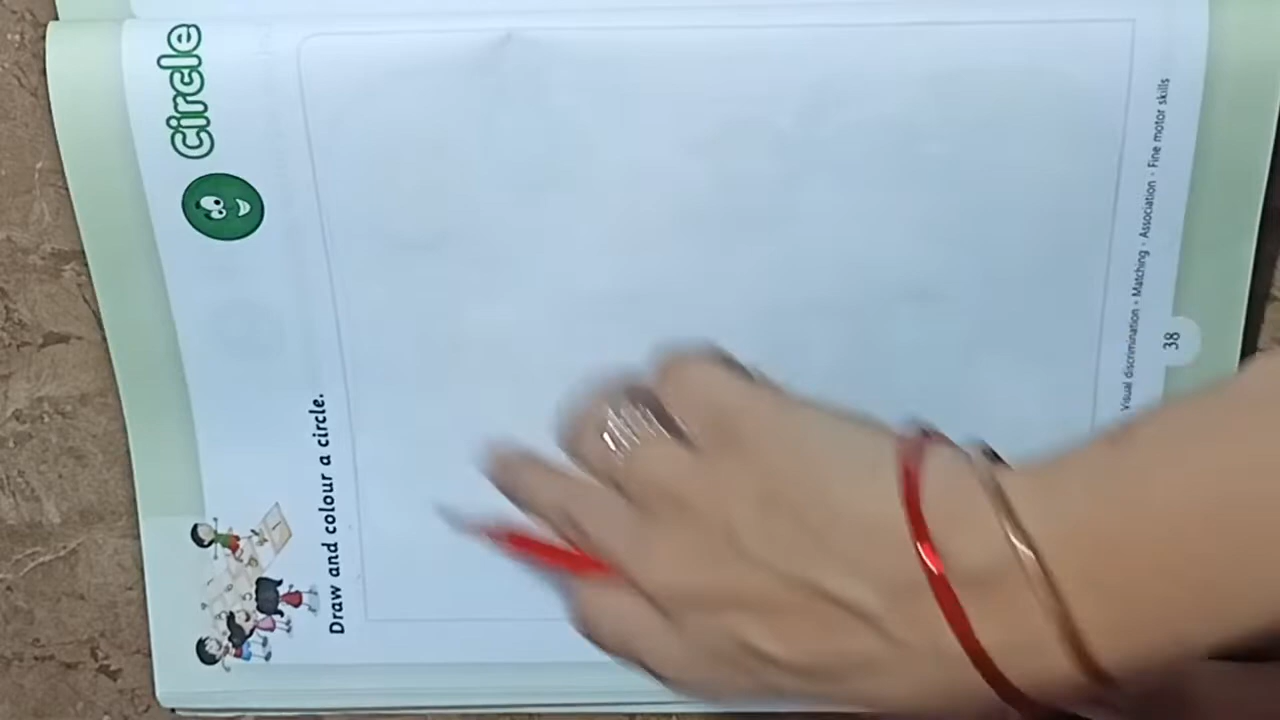 Circle
Draw and colour a circle.
Visual discrimination • Matching • Association • Fine motor skills
38